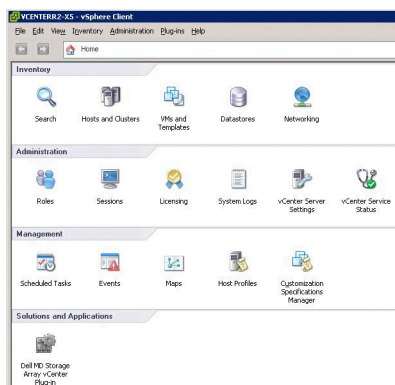 VCENTERR2-X5 - vSphere Client
File Edit View Inventory Administration Plug-ins Help
Home
Inventory
Search Hosts and Clusters VMs and Templates Datastores Networking
Administration
Roles Sessions Licensing System Logs vCenter Server Settings vCenter Service Status
Management
Scheduled Tasks Events Maps Host Profiles Customization Specifications Manager
Solutions and Applications
Dell MD Storage Array vCenter Plug-in